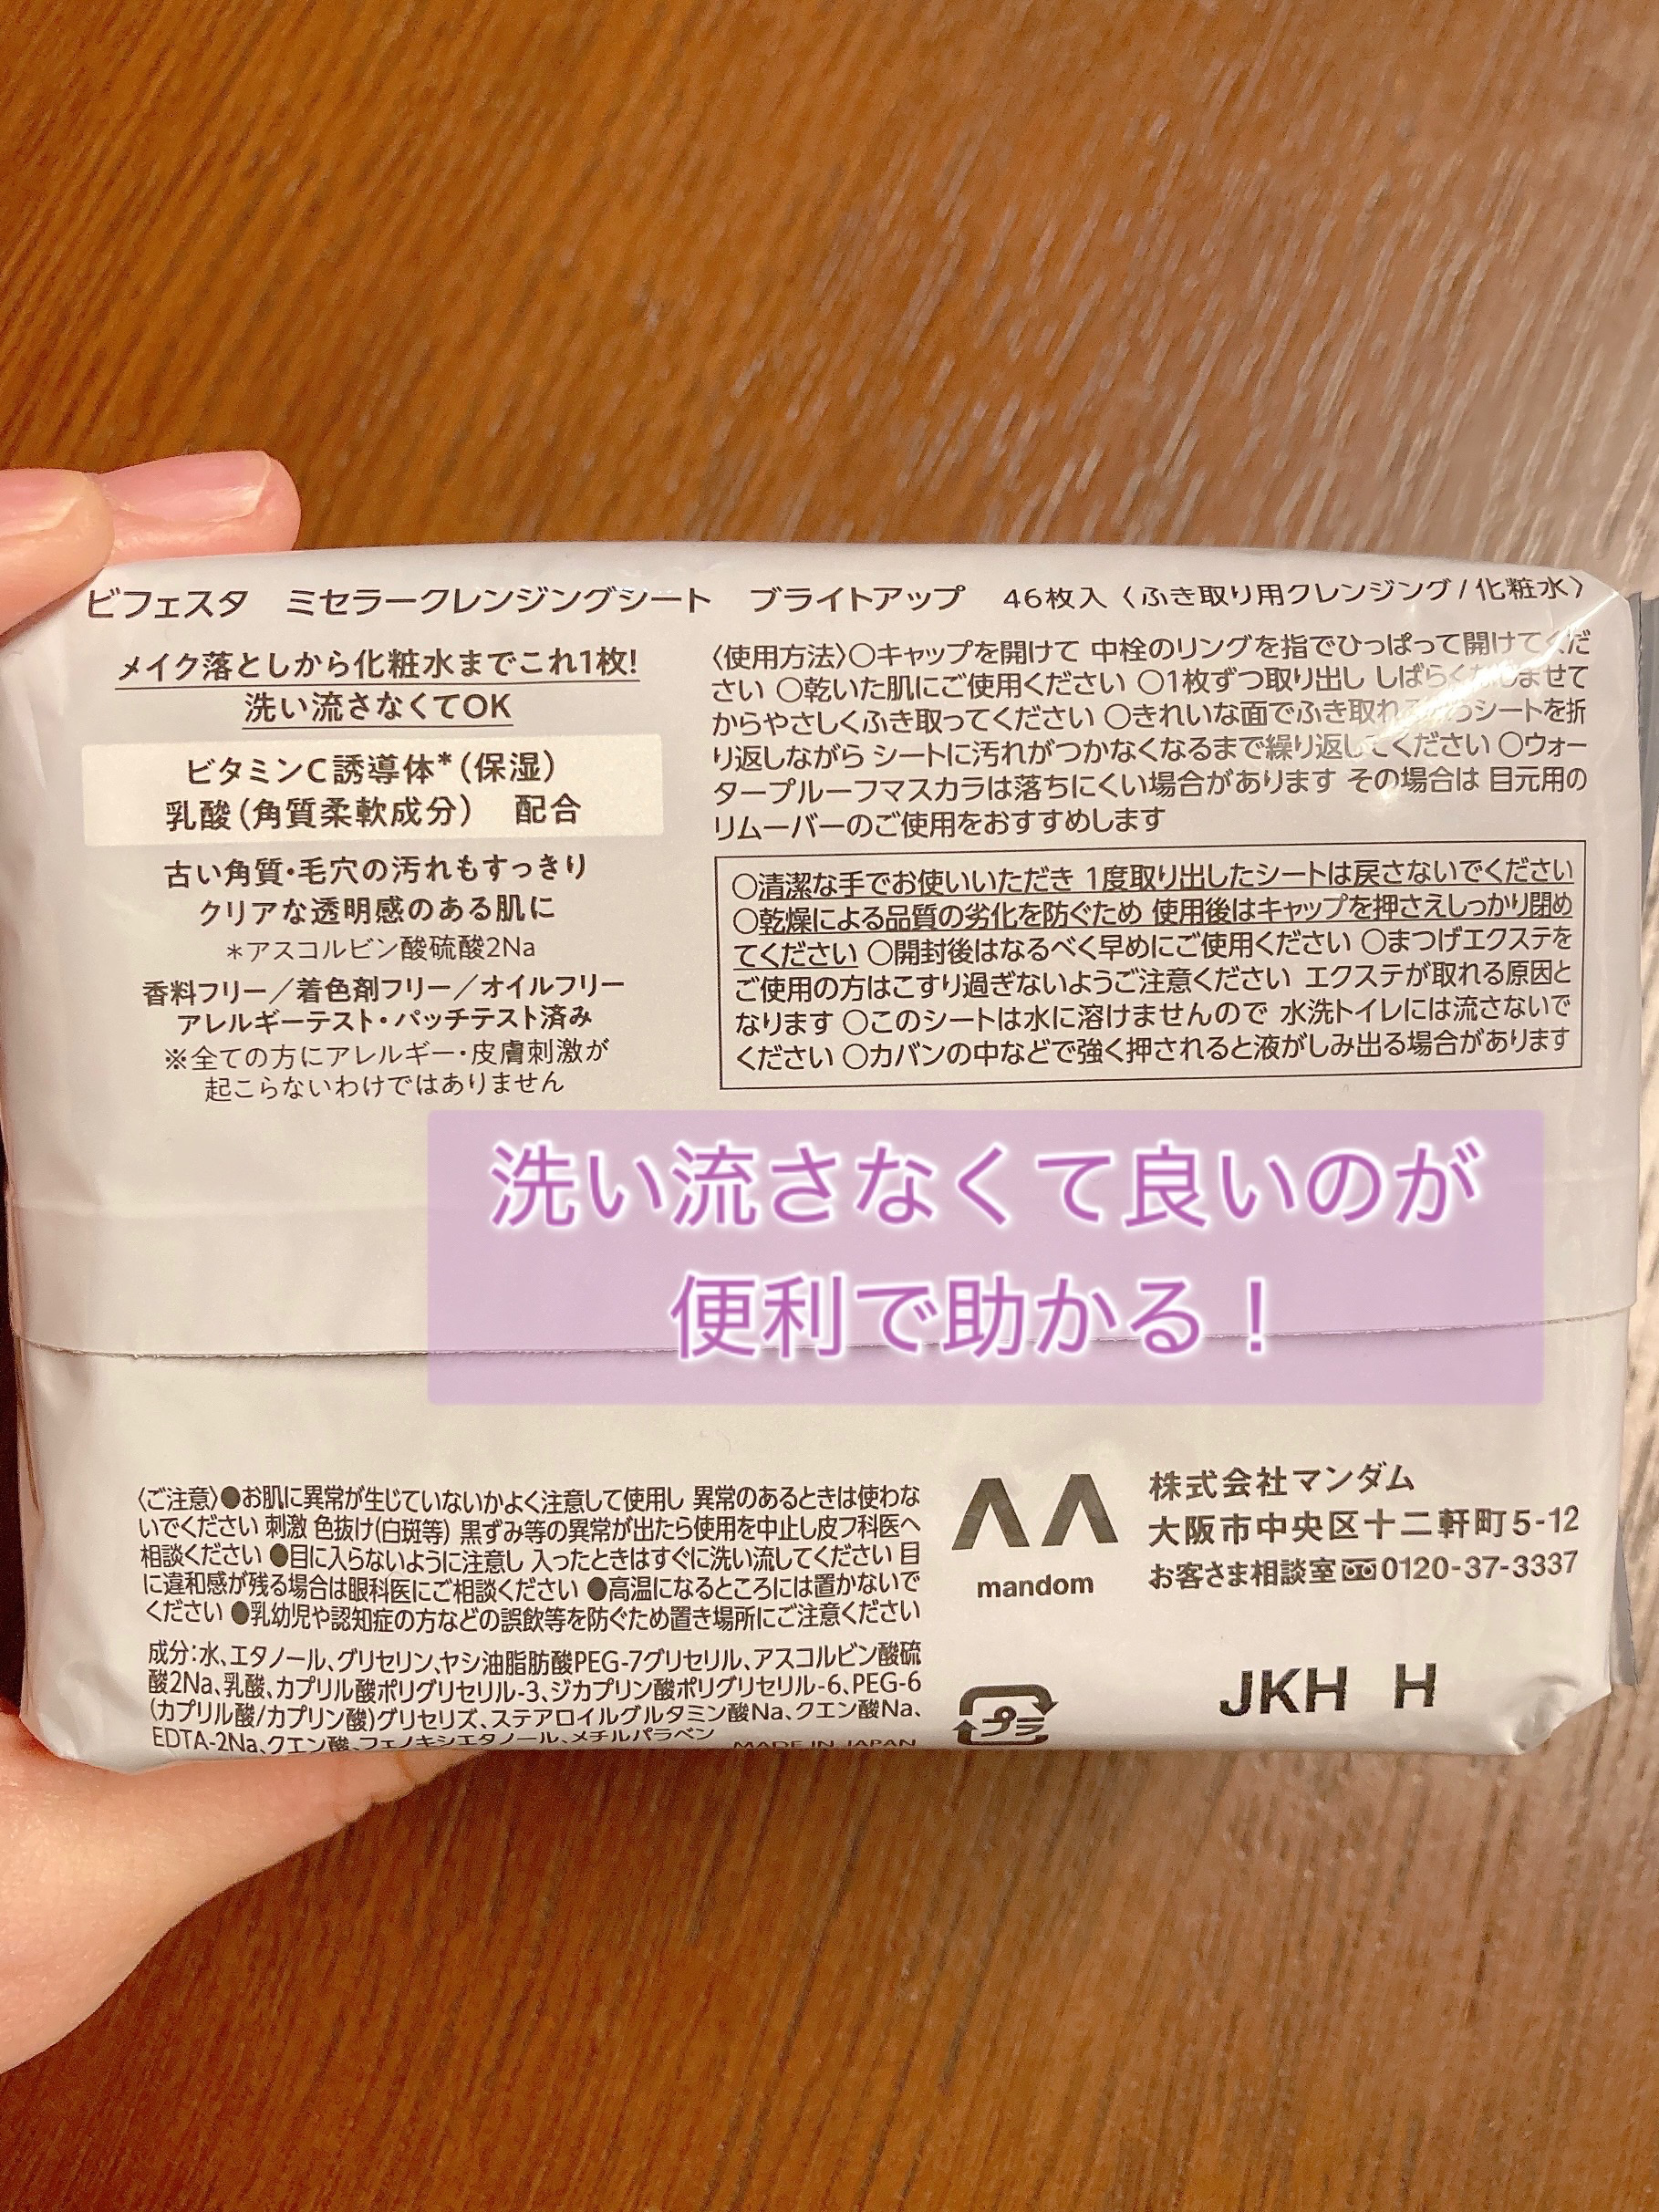 ビフェスタ ミセラークレンジングシート ブライトアップ 46枚入〈ふき取り用クレンジング/化粧水〉
メイク落としから化粧水までこれ1枚!
洗い流さなくてOK
ビタミンC誘導体*(保湿)
乳酸(角質柔軟成分) 配合
古い角質・毛穴の汚れもすっきり
クリアな透明感のある肌に
*アスコルビン酸硫酸2Na
香料フリー/着色剤フリー/オイルフリー
アレルギーテスト・パッチテスト済み
※全ての方にアレルギー・皮膚刺激が
起こらないわけではありません
〈使用方法〉○キャップを開けて 中栓のリングを指でひっぱって開けてくだ
さい ○乾いた肌にご使用ください ○1枚ずつ取り出し しばらくなじませて
からやさしくふき取ってください ○きれいな面でふき取れるようシートを折
り返しながら シートに汚れがつかなくなるまで繰り返してください ○ウォー
タープルーフマスカラは落ちにくい場合があります その場合は 目元用の
リムーバーのご使用をおすすめします
○清潔な手でお使いいただき 1度取り出したシートは戻さないでください
○乾燥による品質の劣化を防ぐため 使用後はキャップを押さえしっかり閉め
てください ○開封後はなるべく早めにご使用ください ○まつげエクステを
ご使用の方はこすり過ぎないようご注意ください エクステが取れる原因と
なります ○このシートは水に溶けませんので 水洗トイレには流さないで
ください ○カバンの中などで強く押されると液がしみ出る場合があります
洗い流さなくて良いのが
便利で助かる!
〈ご注意〉●お肌に異常が生じていないかよく注意して使用し 異常のあるときは使わな
いでください 刺激 色抜け(白斑等) 黒ずみ等の異常が出たら使用を中止し皮フ科医へ
相談ください ●目に入らないように注意し 入ったときはすぐに洗い流してください 目
に違和感が残る場合は眼科医にご相談ください ●高温になるところには置かないで
ください ●乳幼児や認知症の方などの誤飲等を防ぐため置き場所にご注意ください
成分:水、エタノール、グリセリン、ヤシ油脂肪酸PEG-7グリセリル、アスコルビン酸硫
酸2Na、乳酸、カプリル酸ポリグリセリル-3、ジカプリン酸ポリグリセリル-6、PEG-6
(カプリル酸/カプリン酸)グリセリズ、ステアロイルグルタミン酸Na、クエン酸Na、
EDTA-2Na、クエン酸、フェノキシエタノール、メチルパラベン
MADE IN JAPAN
mandom
株式会社マンダム
大阪市中央区十二軒町5-12
お客さま相談室 0120-37-3337
プラ
JKH H